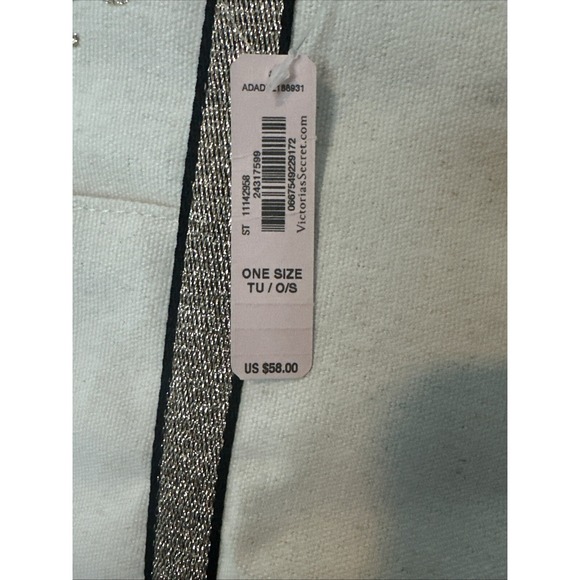 ADAD 2188931
ST 11142958
24317599
0667549229172
VictoriasSecret.com
ONE SIZE
TU / O/S
US $58.00